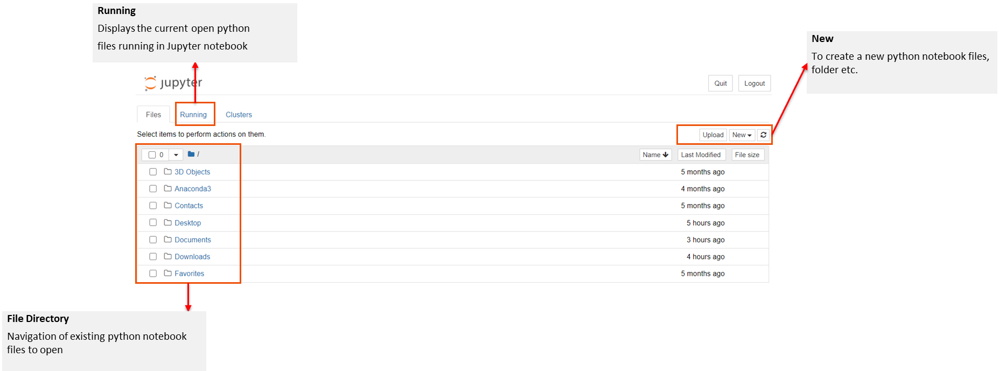 Running
Displays the current open python
files running in Jupyter notebook
New
To create a new python notebook files,
folder etc.
jupyter
Quit
Logout
Files
Running
Clusters
Select items to perform actions on them.
Upload
New
0
/
Name
Last Modified
File size
3D Objects
5 months ago
Anaconda3
4 months ago
Contacts
5 months ago
Desktop
5 hours ago
Documents
3 hours ago
Downloads
4 hours ago
Favorites
5 months ago
File Directory
Navigation of existing python notebook
files to open